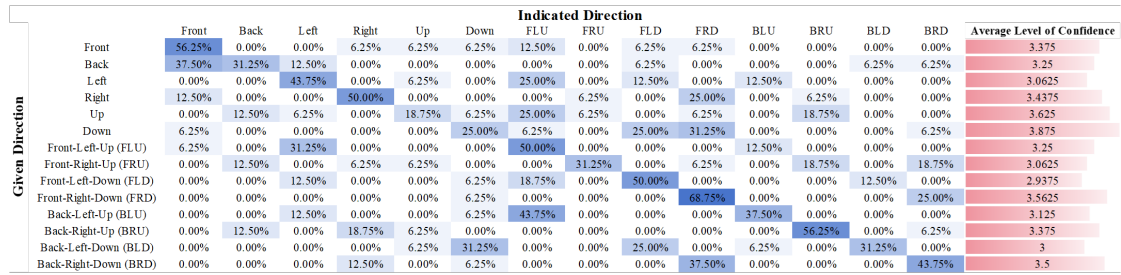 Indicated Direction
Front Back Left Right Up Down FLU FRU FLD FRD BLU BRU BLD BRD Average Level of Confidence
Given Direction
Front 56.25% 0.00% 0.00% 6.25% 6.25% 6.25% 12.50% 0.00% 6.25% 6.25% 0.00% 0.00% 0.00% 0.00% 3.375
Back 37.50% 31.25% 12.50% 0.00% 0.00% 0.00% 0.00% 0.00% 6.25% 0.00% 0.00% 0.00% 6.25% 6.25% 3.25
Left 0.00% 0.00% 43.75% 0.00% 6.25% 0.00% 25.00% 0.00% 12.50% 0.00% 12.50% 0.00% 0.00% 0.00% 3.0625
Right 12.50% 0.00% 0.00% 50.00% 0.00% 0.00% 0.00% 6.25% 0.00% 25.00% 0.00% 6.25% 0.00% 0.00% 3.4375
Up 0.00% 12.50% 6.25% 0.00% 18.75% 6.25% 25.00% 6.25% 0.00% 6.25% 0.00% 18.75% 0.00% 0.00% 3.625
Down 6.25% 0.00% 0.00% 0.00% 0.00% 25.00% 6.25% 0.00% 25.00% 31.25% 0.00% 0.00% 0.00% 6.25% 3.875
Front-Left-Up (FLU) 6.25% 0.00% 31.25% 0.00% 0.00% 0.00% 50.00% 0.00% 0.00% 0.00% 12.50% 0.00% 0.00% 0.00% 3.25
Front-Right-Up (FRU) 0.00% 12.50% 0.00% 6.25% 6.25% 0.00% 0.00% 31.25% 0.00% 6.25% 0.00% 18.75% 0.00% 18.75% 3.0625
Front-Left-Down (FLD) 0.00% 0.00% 12.50% 0.00% 0.00% 6.25% 18.75% 0.00% 50.00% 0.00% 0.00% 0.00% 12.50% 0.00% 2.9375
Front-Right-Down (FRD) 0.00% 0.00% 0.00% 0.00% 0.00% 6.25% 0.00% 0.00% 0.00% 68.75% 0.00% 0.00% 0.00% 25.00% 3.5625
Back-Left-Up (BLU) 0.00% 0.00% 12.50% 0.00% 0.00% 6.25% 43.75% 0.00% 0.00% 0.00% 37.50% 0.00% 0.00% 0.00% 3.125
Back-Right-Up (BRU) 0.00% 12.50% 0.00% 18.75% 6.25% 0.00% 0.00% 0.00% 0.00% 0.00% 0.00% 56.25% 0.00% 6.25% 3.375
Back-Left-Down (BLD) 0.00% 0.00% 0.00% 0.00% 6.25% 31.25% 0.00% 0.00% 25.00% 0.00% 6.25% 0.00% 31.25% 0.00% 3
Back-Right-Down (BRD) 0.00% 0.00% 0.00% 12.50% 0.00% 6.25% 0.00% 0.00% 0.00% 37.50% 0.00% 0.00% 0.00% 43.75% 3.5